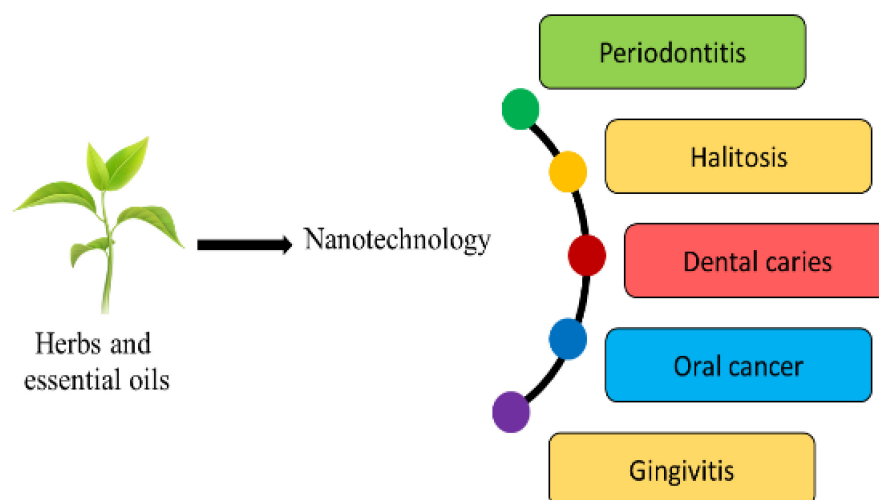 Herbs and
essential oils
Nanotechnology
Periodontitis
Halitosis
Dental caries
Oral cancer
Gingivitis